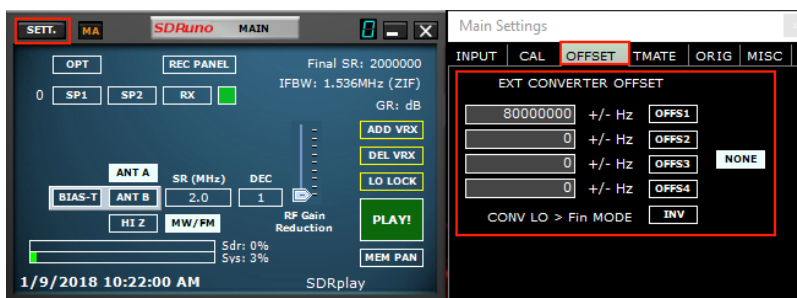 SETT. MA SDRuno MAIN 0
OPT REC PANEL Final SR: 2000000
IFBW: 1.536MHz (ZIF)
0 SP1 SP2 RX
GR: dB
ADD VRX
DEL VRX
ANT A SR (MHz) DEC LO LOCK
BIAS-T ANT B 2.0 1
HI Z MW/FM RF Gain Reduction PLAY!
Sdr: 0%
Sys: 3% MEM PAN
1/9/2018 10:22:00 AM SDRplay
Main Settings
INPUT CAL OFFSET TMATE ORIG MISC
EXT CONVERTER OFFSET
80000000 +/- Hz OFFS1
0 +/- Hz OFFS2
0 +/- Hz OFFS3 NONE
0 +/- Hz OFFS4
CONV LO > Fin MODE INV